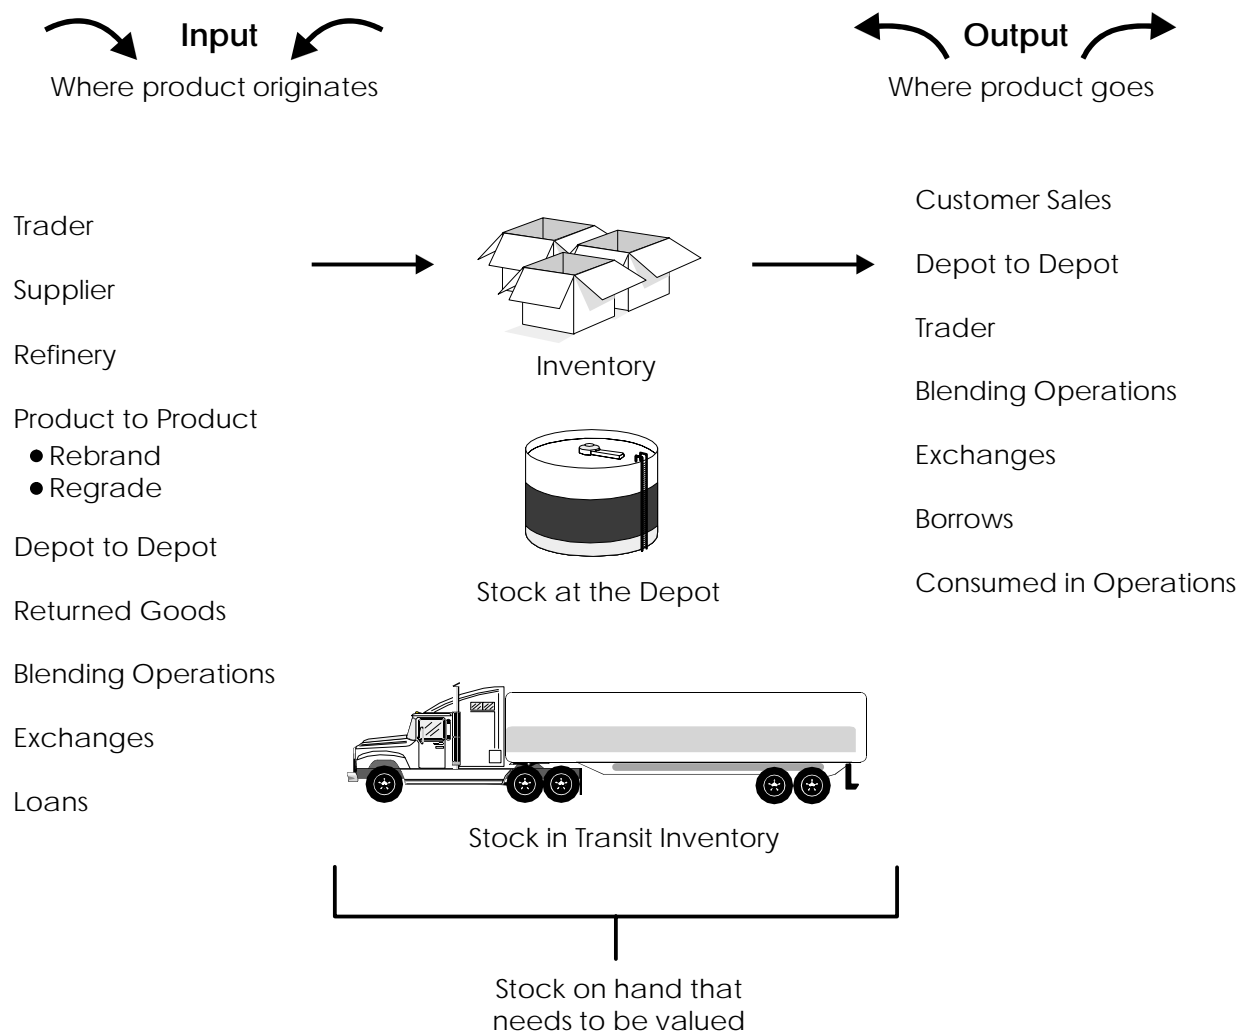 Input
Where product originates
Output
Where product goes
Trader
Supplier
Refinery
Product to Product
● Rebrand
● Regrade
Depot to Depot
Returned Goods
Blending Operations
Exchanges
Loans
Inventory
Stock at the Depot
Stock in Transit Inventory
Stock on hand that
needs to be valued
Customer Sales
Depot to Depot
Trader
Blending Operations
Exchanges
Borrows
Consumed in Operations